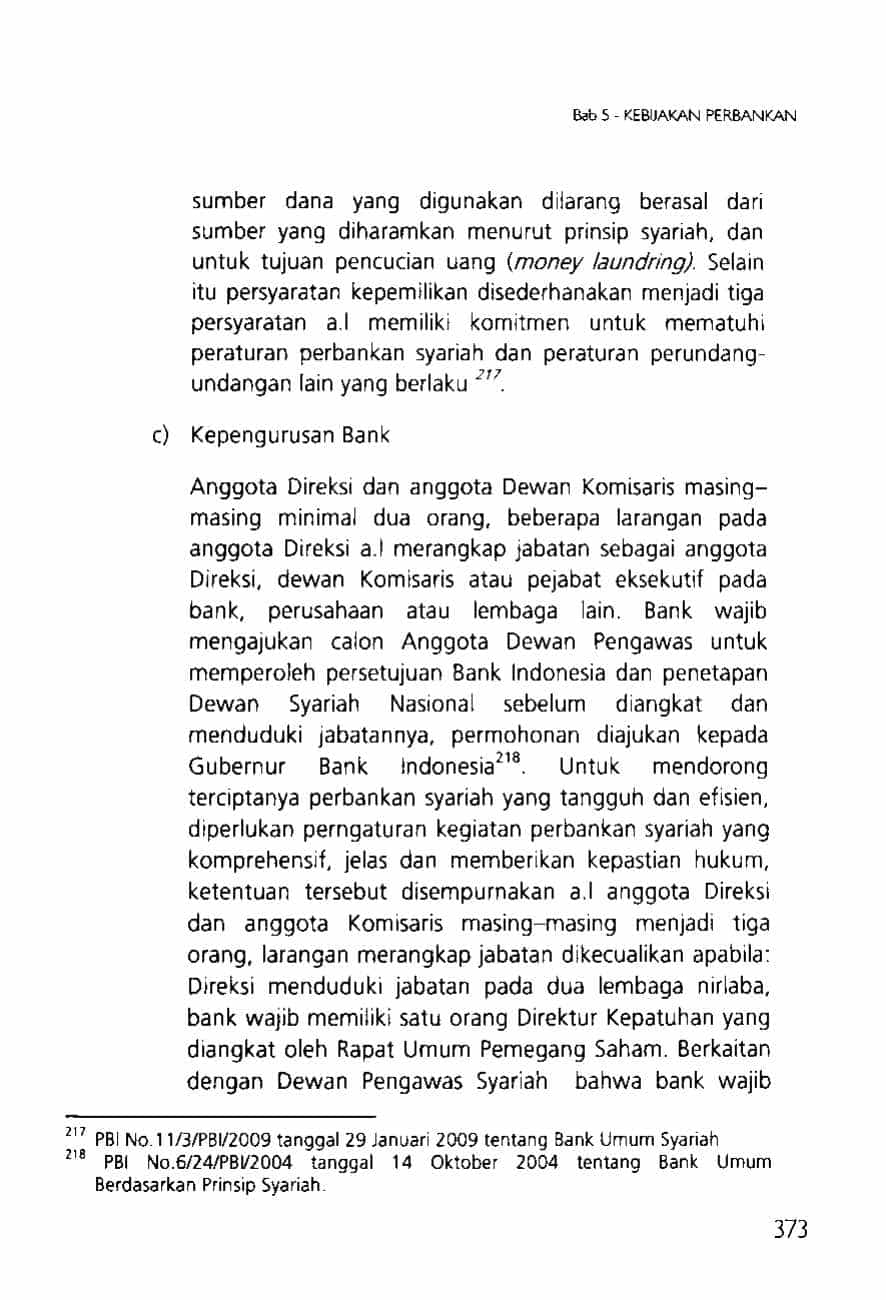 Bab 5 - KEBIJAKAN PERBANKAN
sumber dana yang digunakan dilarang berasal dari
sumber yang diharamkan menurut prinsip syariah, dan
untuk tujuan pencucian uang (money laundring). Selain
itu persyaratan kepemilikan disederhanakan menjadi tiga
persyaratan a.l memiliki komitmen untuk mematuhi
peraturan perbankan syariah dan peraturan perundang-
undangan lain yang berlaku 217.
c) Kepengurusan Bank
Anggota Direksi dan anggota Dewan Komisaris masing–
masing minimal dua orang, beberapa larangan pada
anggota Direksi a.l merangkap jabatan sebagai anggota
Direksi, dewan Komisaris atau pejabat eksekutif pada
bank, perusahaan atau lembaga lain. Bank wajib
mengajukan calon Anggota Dewan Pengawas untuk
memperoleh persetujuan Bank Indonesia dan penetapan
Dewan Syariah Nasional sebelum diangkat dan
menduduki jabatannya, permohonan diajukan kepada
Gubernur Bank Indonesia218. Untuk mendorong
terciptanya perbankan syariah yang tangguh dan efisien,
diperlukan perngaturan kegiatan perbankan syariah yang
komprehensif, jelas dan memberikan kepastian hukum,
ketentuan tersebut disempurnakan a.l anggota Direksi
dan anggota Komisaris masing–masing menjadi tiga
orang, larangan merangkap jabatan dikecualikan apabila:
Direksi menduduki jabatan pada dua lembaga nirlaba,
bank wajib memiliki satu orang Direktur Kepatuhan yang
diangkat oleh Rapat Umum Pemegang Saham. Berkaitan
dengan Dewan Pengawas Syariah bahwa bank wajib
217 PBI No.11/3/PBI/2009 tanggal 29 Januari 2009 tentang Bank Umum Syariah
218 PBI No.6/24/PBI/2004 tanggal 14 Oktober 2004 tentang Bank Umum
Berdasarkan Prinsip Syariah.
373